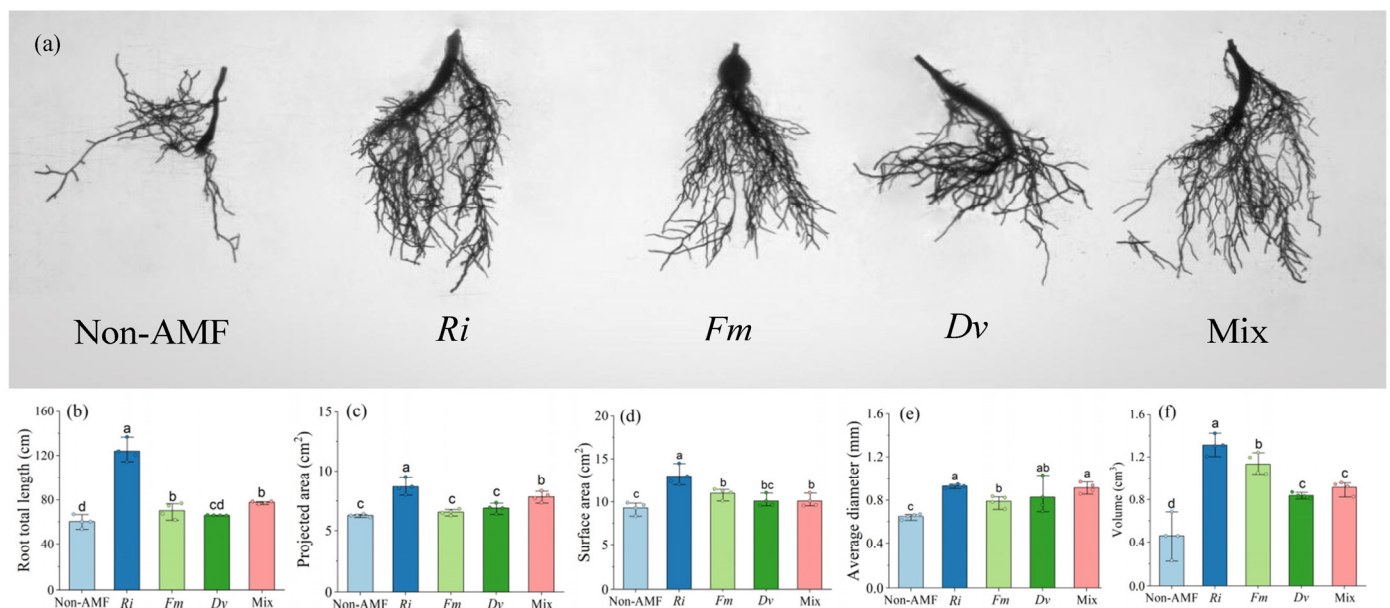 (a)
Non-AMF Ri Fm Dv Mix
(b)
Root total length (cm)
160
120
80
40
0
d a b cd b
Non-AMF Ri Fm Dv Mix
(c)
Projected area (cm²)
15
10
5
0
c a c c b
Non-AMF Ri Fm Dv Mix
(d)
Surface area (cm²)
20
15
10
5
0
c a b bc b
Non-AMF Ri Fm Dv Mix
(e)
Average diameter (mm)
1.6
1.2
0.8
0.4
0.0
c a b ab a
Non-AMF Ri Fm Dv Mix
(f)
Volume (cm³)
1.6
1.2
0.8
0.4
0.0
d a b c c
Non-AMF Ri Fm Dv Mix